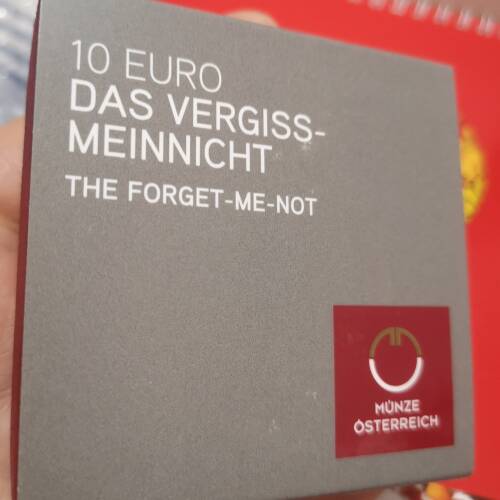 10 EURO
DAS VERGISS-
MEINNICHT
THE FORGET-ME-NOT
MÜNZE
ÖSTERREICH